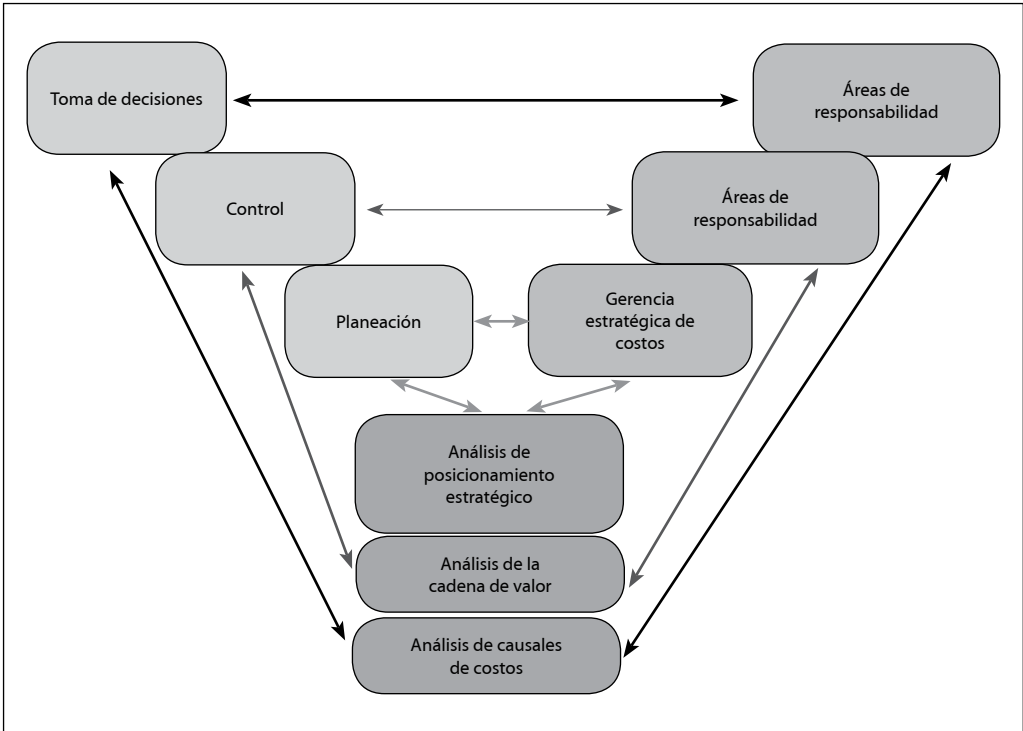 Toma de decisiones
Áreas de
responsabilidad
Control
Áreas de
responsabilidad
Planeación
Gerencia
estratégica de
costos
Análisis de
posicionamiento
estratégico
Análisis de la
cadena de valor
Análisis de causales
de costos